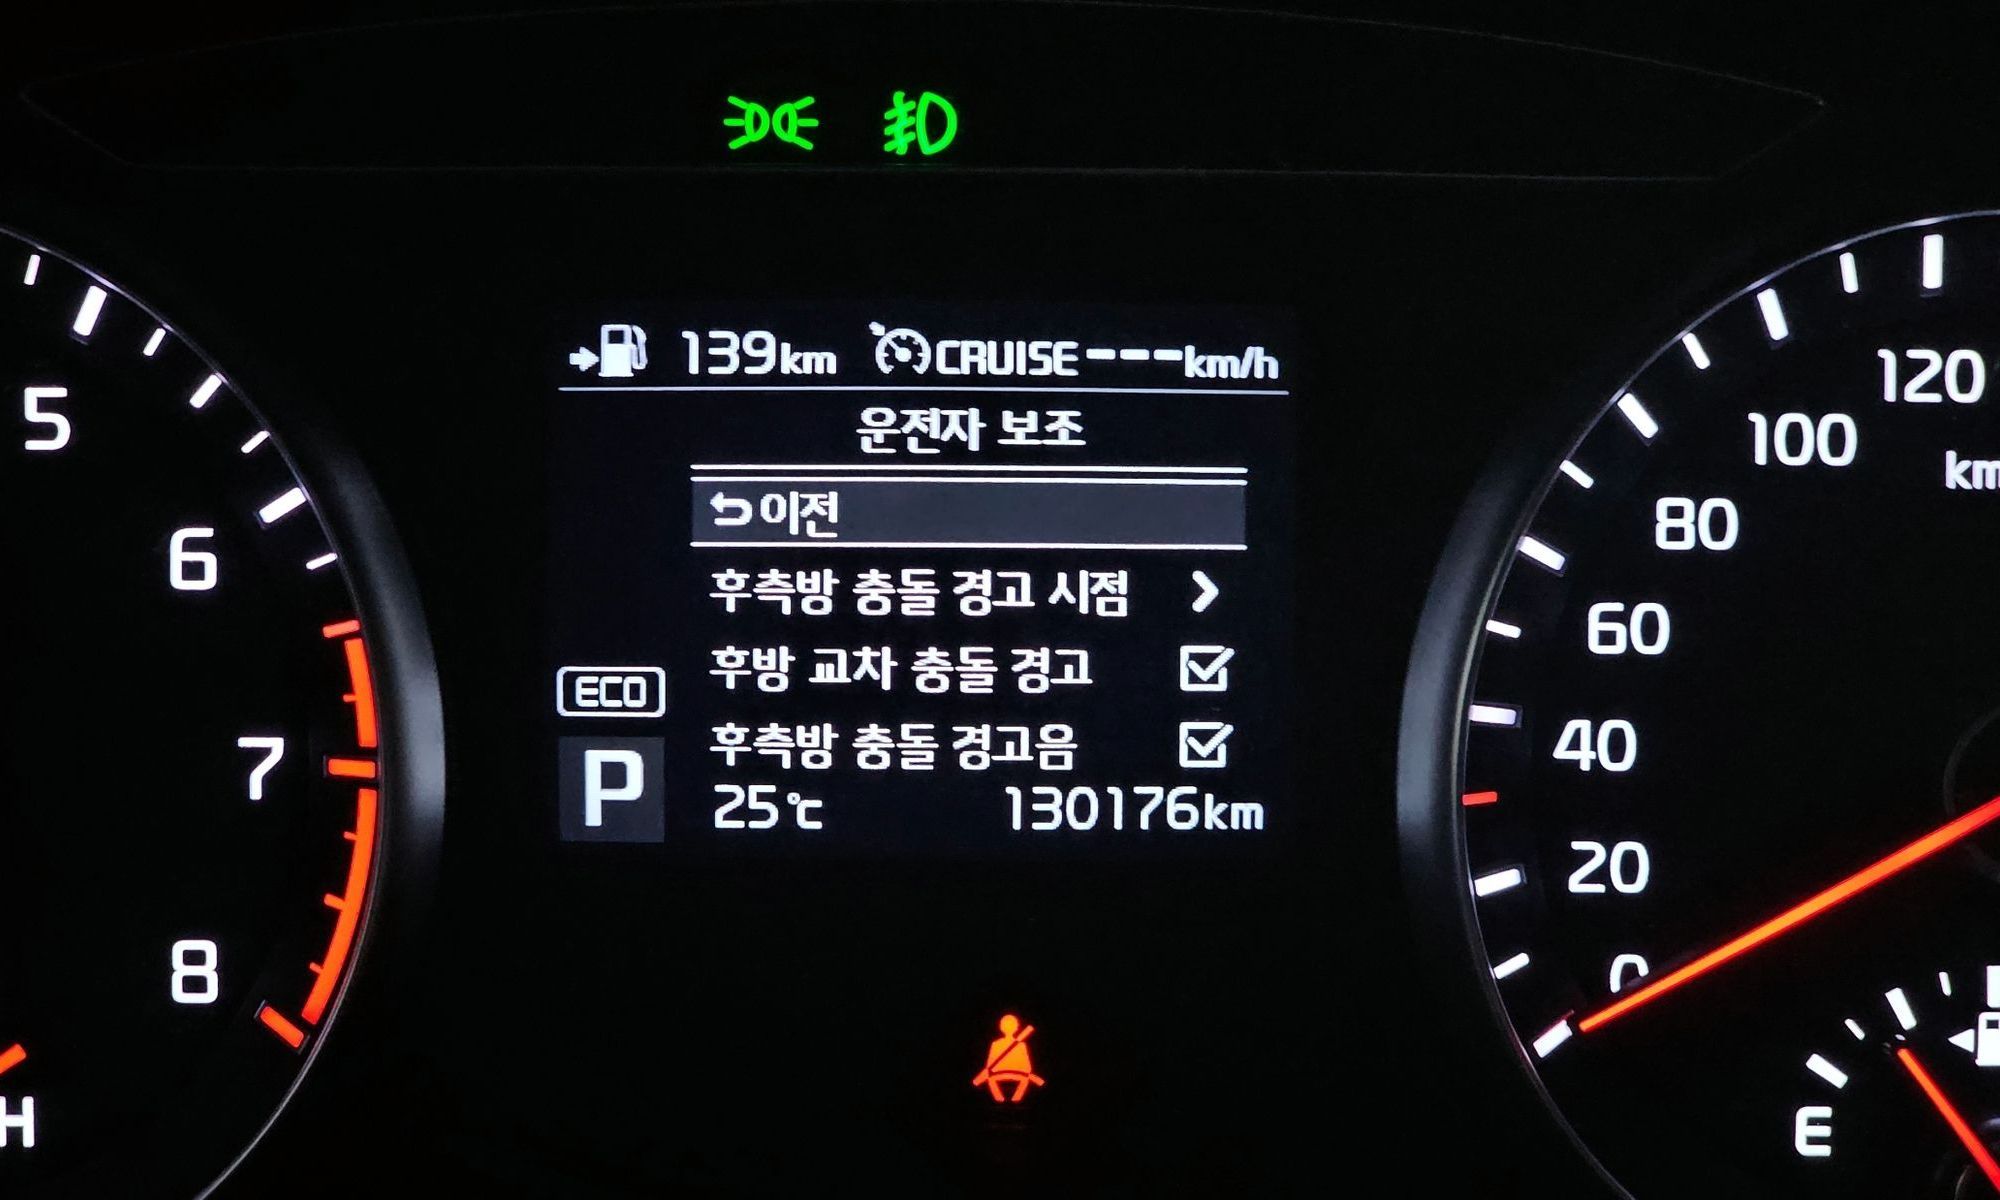 139km CRUISE---km/h
운전자 보조
이전
후측방 충돌 경고 시점
후방 교차 충돌 경고
후측방 충돌 경고음
ECO
P
25℃ 130176km
5
6
7
8
H
120
100
km
80
60
40
20
0
E